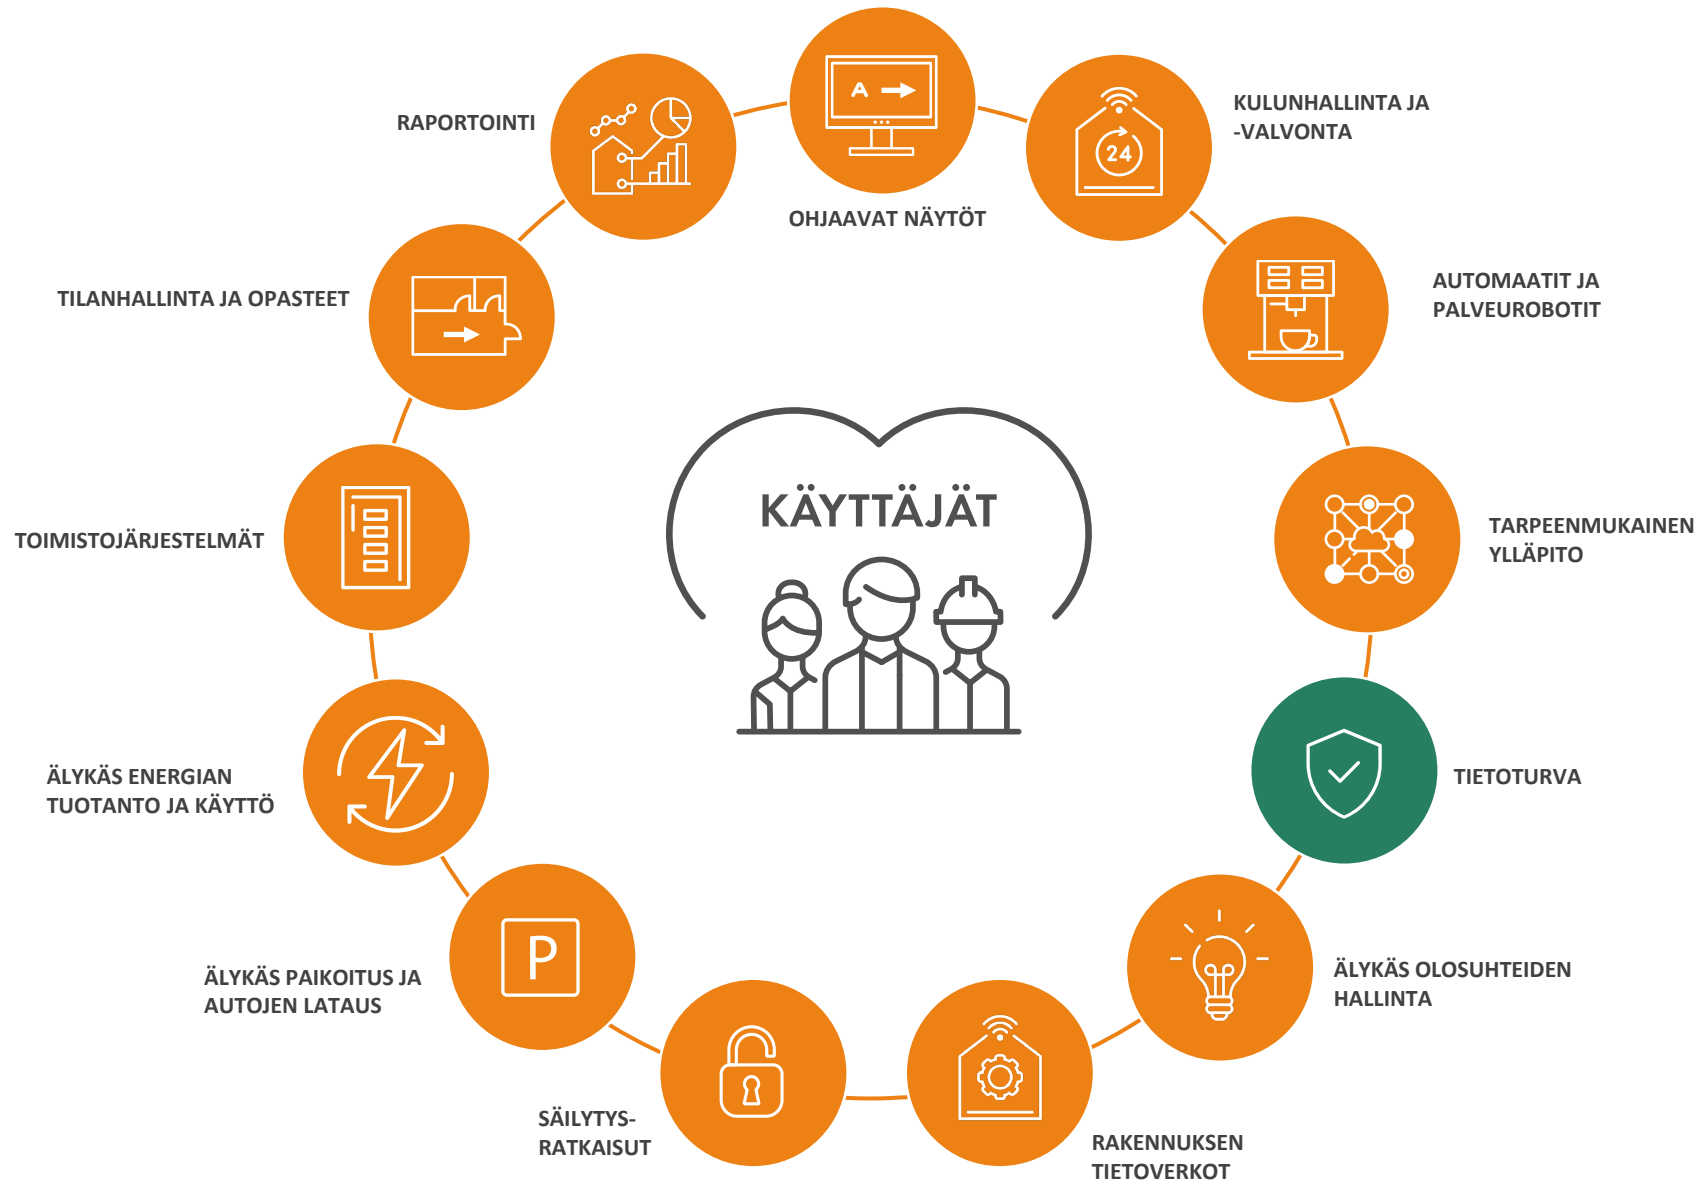 OHJAAVAT NÄYTÖT
A
KULUNHALLINTA JA
-VALVONTA
24
AUTOMAATIT JA
PALVEUROBOTIT
TARPEENMUKAINEN
YLLÄPITO
TIETOTURVA
ÄLYKÄS OLOSUHTEIDEN
HALLINTA
RAKENNUKSEN
TIETOVERKOT
SÄILYTYS-
RATKAISUT
ÄLYKÄS PAIKOITUS JA
AUTOJEN LATAUS
P
ÄLYKÄS ENERGIAN
TUOTANTO JA KÄYTTÖ
TOIMISTOJÄRJESTELMÄT
TILANHALLINTA JA OPASTEET
RAPORTOINTI
KÄYTTÄJÄT